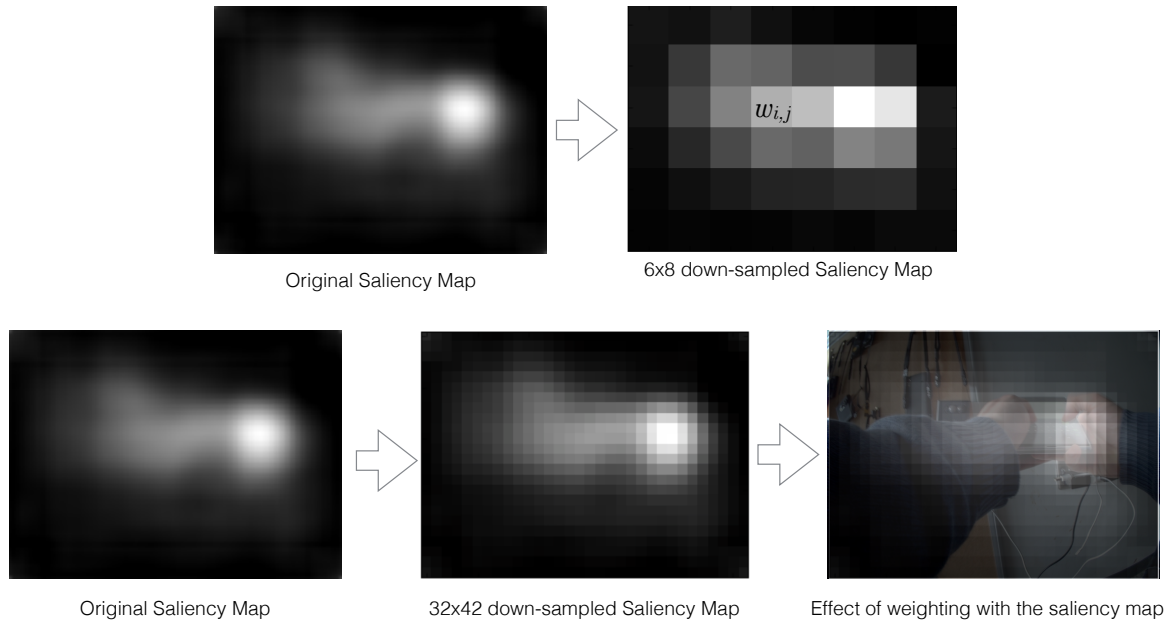 w_{i,j}
Original Saliency Map
6x8 down-sampled Saliency Map
Original Saliency Map
32x42 down-sampled Saliency Map
Effect of weighting with the saliency map